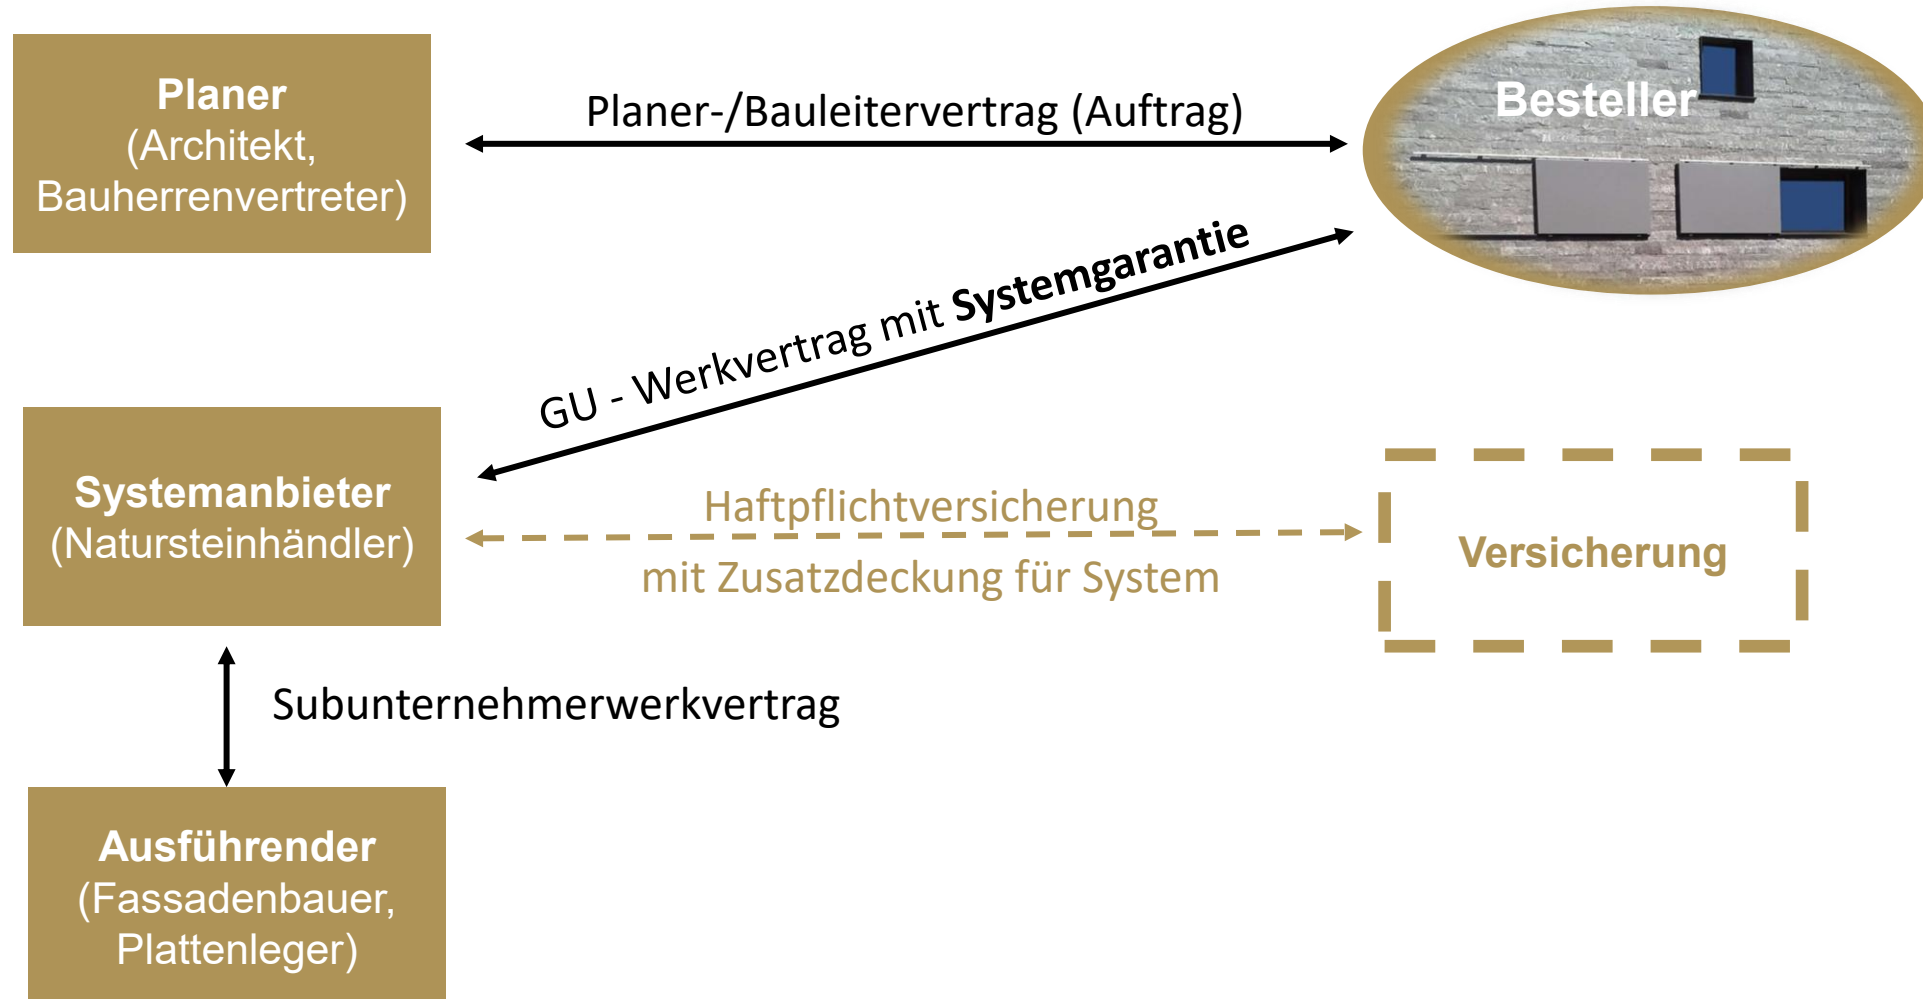 Planer
(Architekt,
Bauherrenvertreter)
Planer-/Bauleitervertrag (Auftrag)
Besteller
GU - Werkvertrag mit Systemgarantie
Systemanbieter
(Natursteinhändler)
Haftpflichtversicherung
mit Zusatzdeckung für System
Versicherung
Subunternehmerwerkvertrag
Ausführender
(Fassadenbauer,
Plattenleger)